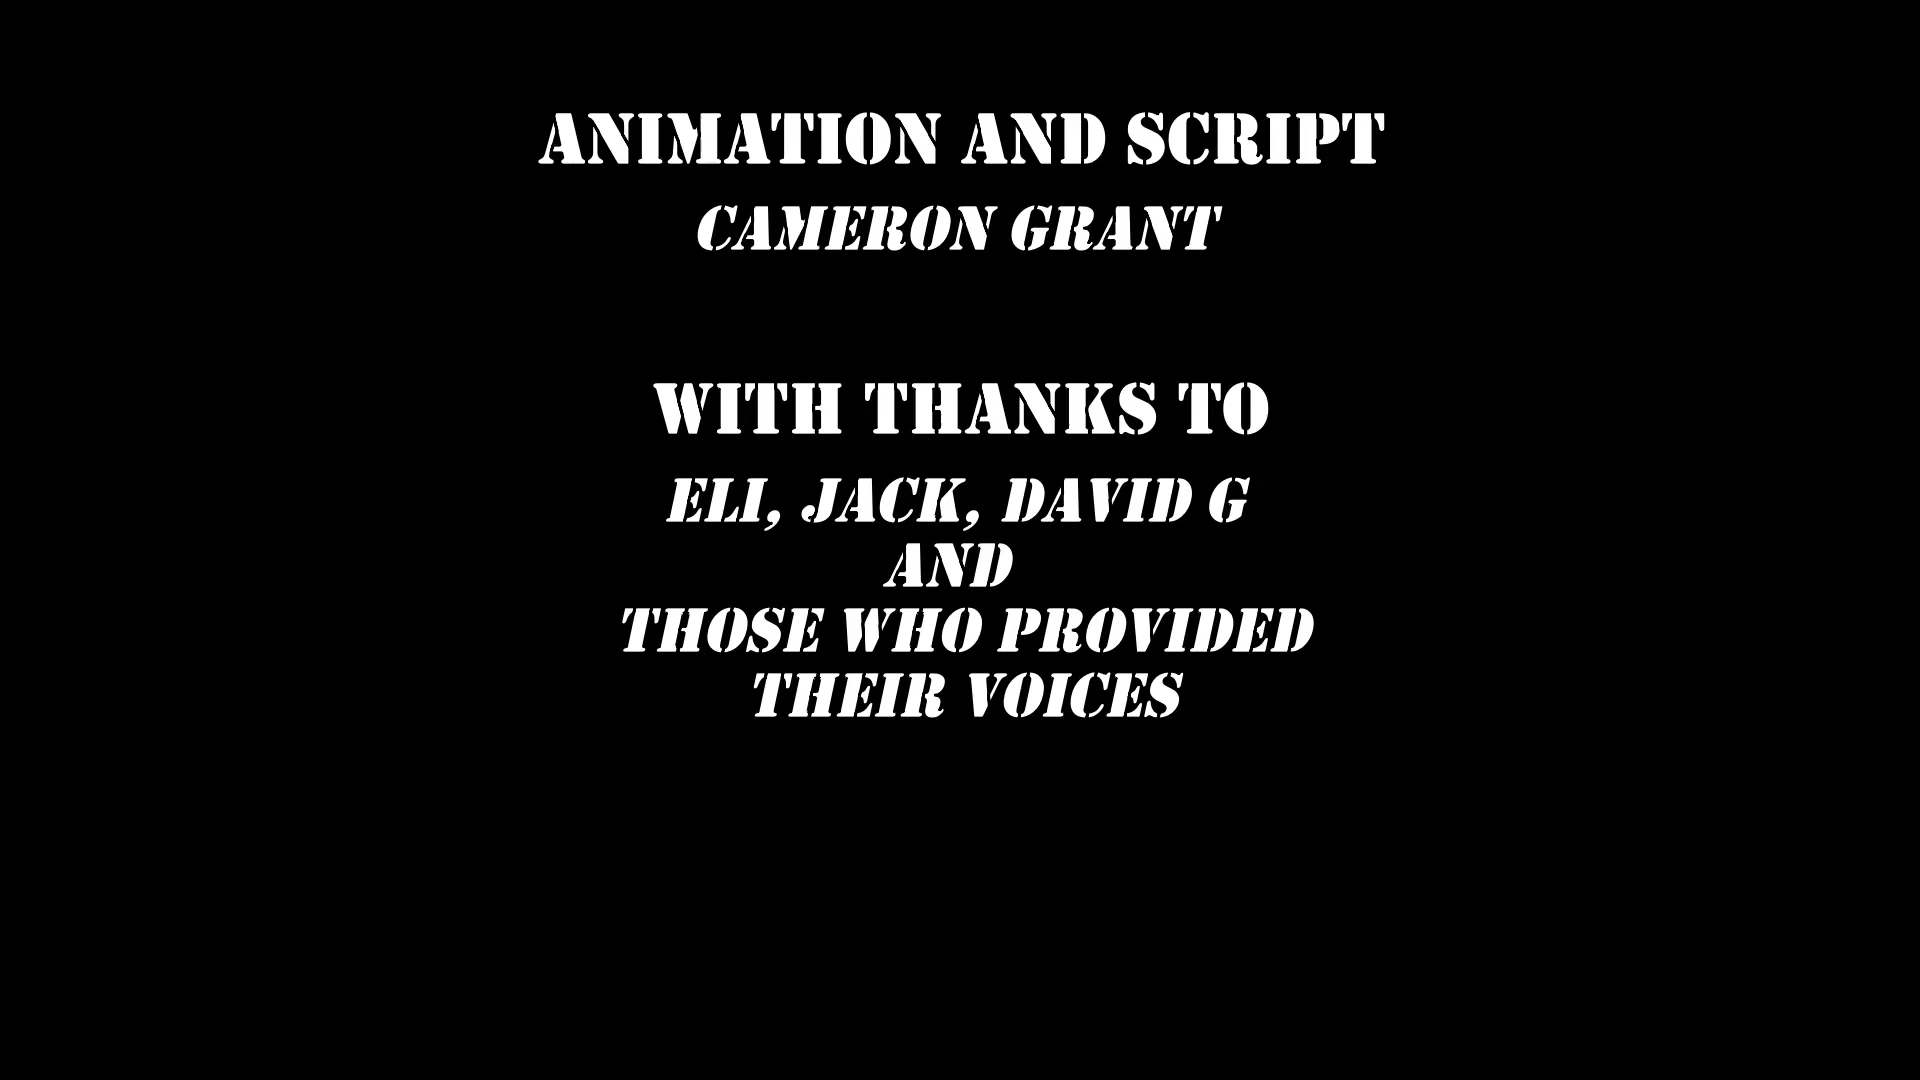 ANIMATION AND SCRIPT
CAMERON GRANT
WITH THANKS TO
ELI, JACK, DAVID G
AND
THOSE WHO PROVIDED
THEIR VOICES